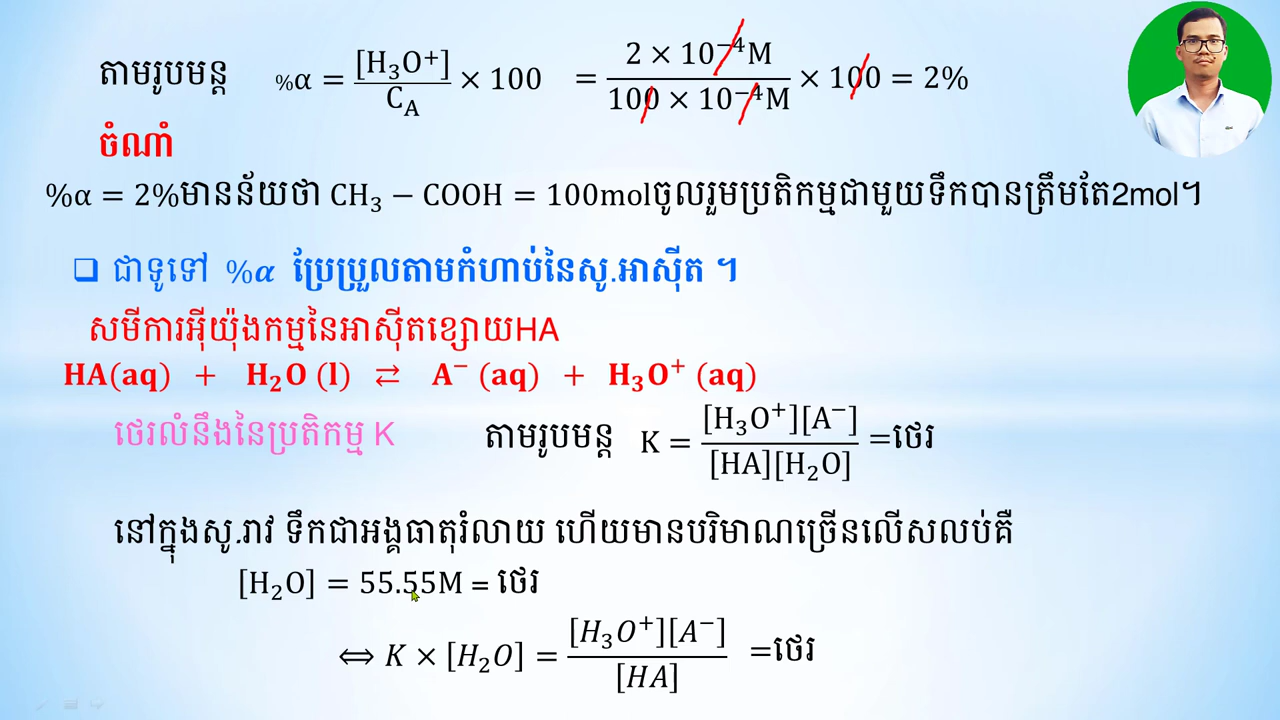 តាមរូបមន្ត %α = [H₃O⁺]/C_A × 100 = (2 × 10⁻⁴M)/(100 × 10⁻⁴M) × 100 = 2%
ចំណាំ
%α = 2%មានន័យថា CH₃ − COOH = 100molចូលរួមប្រតិកម្មជាមួយទឹកបានត្រឹមតែ2mol។
❑ ជាទូទៅ %α ប្រែប្រួលតាមកំហាប់នៃសូ.អាស៊ីត ។
សមីការអ៊ីយ៉ុងកម្មនៃអាស៊ីតខ្សោយHA
HA(aq) + H₂O (l) ⇄ A⁻ (aq) + H₃O⁺ (aq)
ថេរលំនឹងនៃប្រតិកម្ម K តាមរូបមន្ត K = [H₃O⁺][A⁻]/[HA][H₂O] =ថេរ
នៅក្នុងសូ.រាវ ទឹកជាអង្គធាតុរំលាយ ហើយមានបរិមាណច្រើនលើសលប់គឺ
[H₂O] = 55.55M = ថេរ
⇔ K × [H₂O] = [H₃O⁺][A⁻]/[HA] =ថេរ